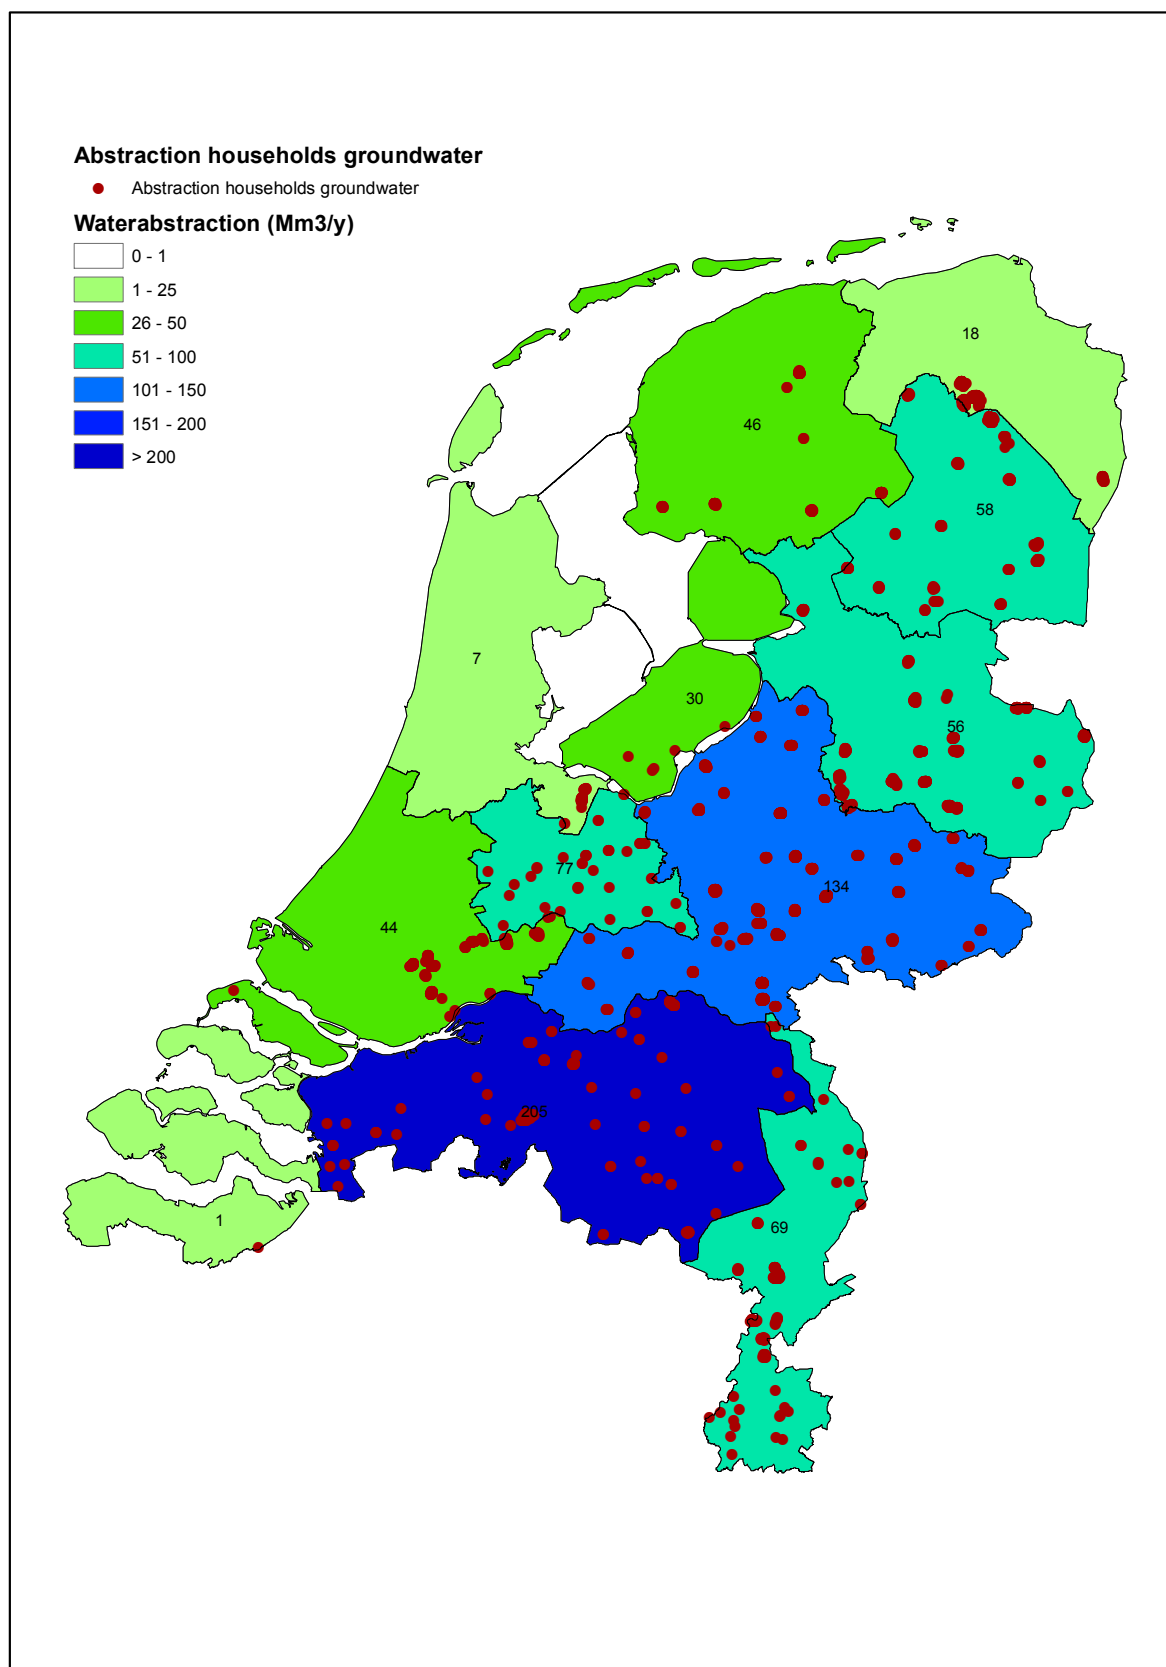 Abstraction households groundwater
Abstraction households groundwater
Waterabstraction (Mm3/y)
0 - 1
1 - 25
26 - 50
51 - 100
101 - 150
151 - 200
> 200
18
46
58
7
30
56
77
134
44
205
1
69